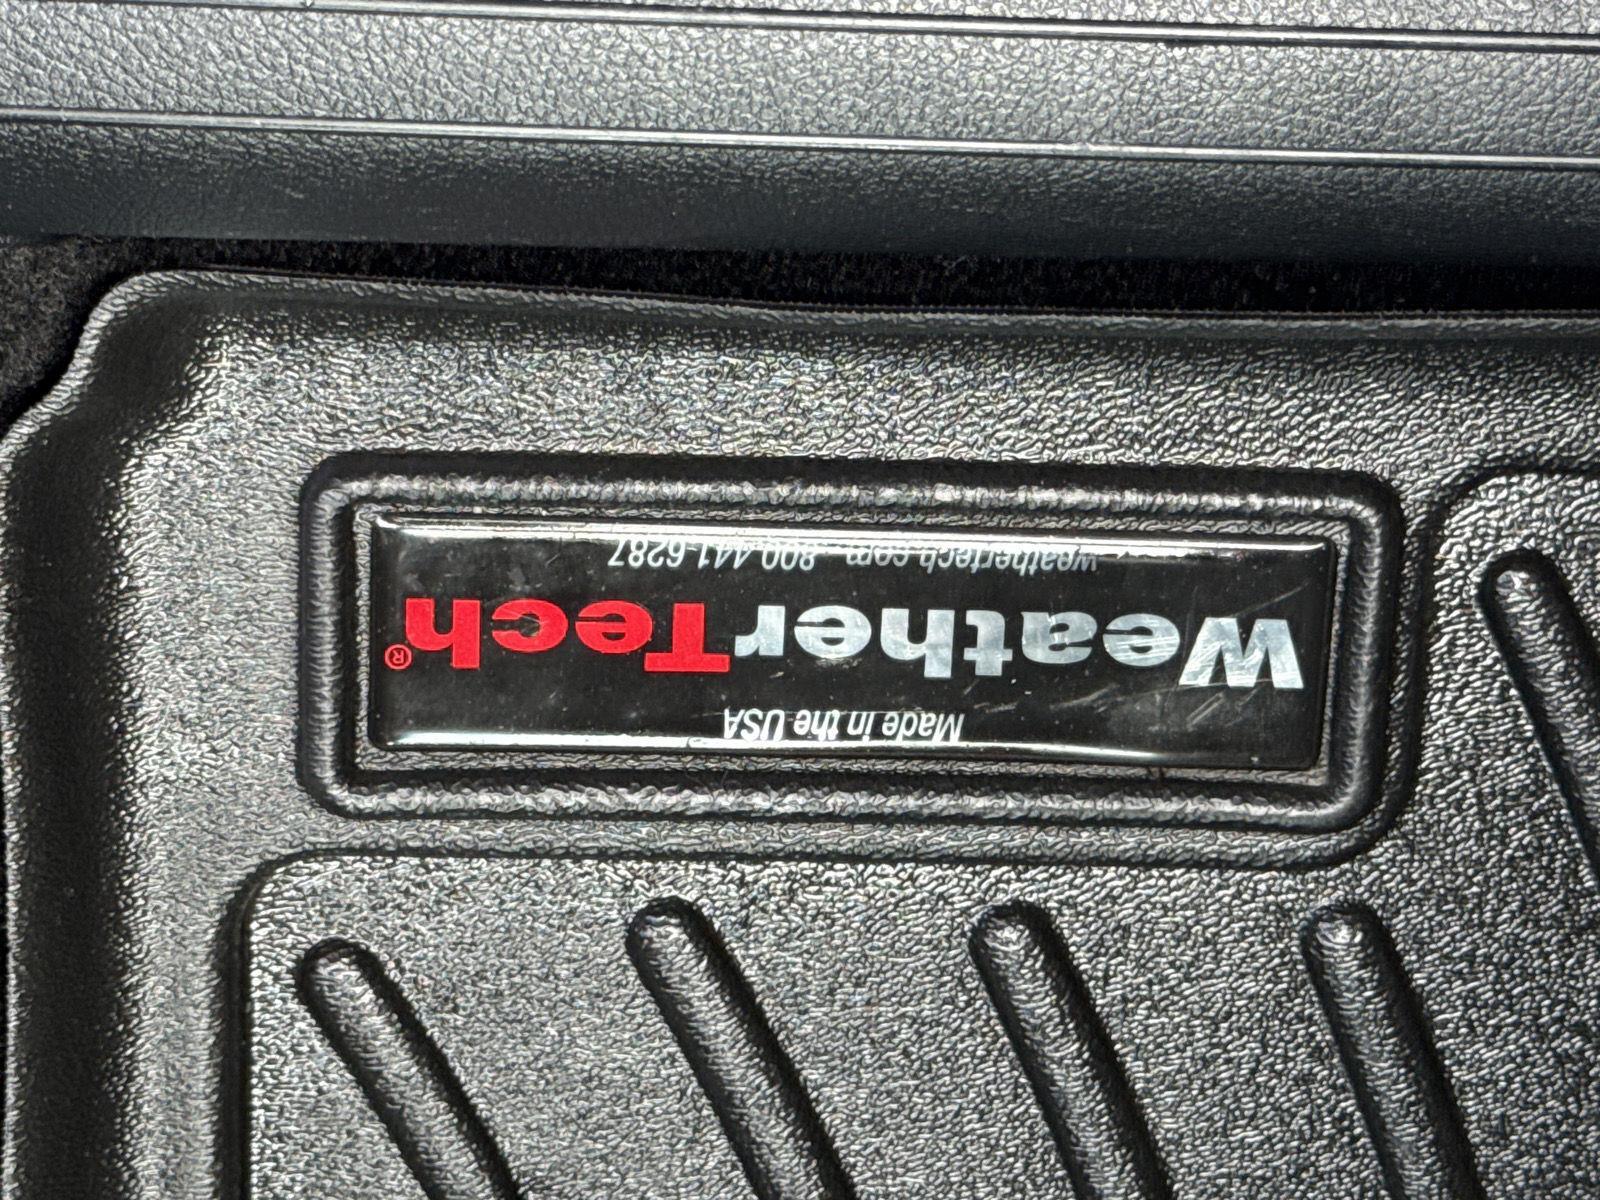 Made in the USA
WeatherTech®
weathertech.com 800-441-6287